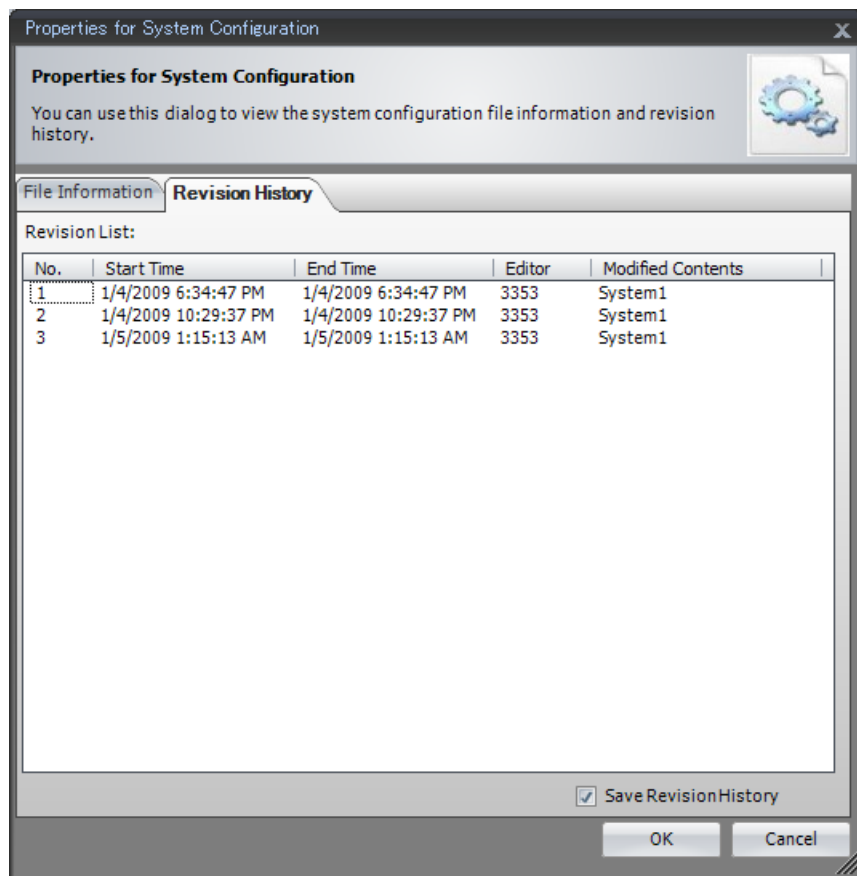 Properties for System Configuration
Properties for System Configuration
You can use this dialog to view the system configuration file information and revision
history.
File Information Revision History
Revision List:
No. Start Time End Time Editor Modified Contents
1 1/4/2009 6:34:47 PM 1/4/2009 6:34:47 PM 3353 System1
2 1/4/2009 10:29:37 PM 1/4/2009 10:29:37 PM 3353 System1
3 1/5/2009 1:15:13 AM 1/5/2009 1:15:13 AM 3353 System1
Save Revision History
OK Cancel